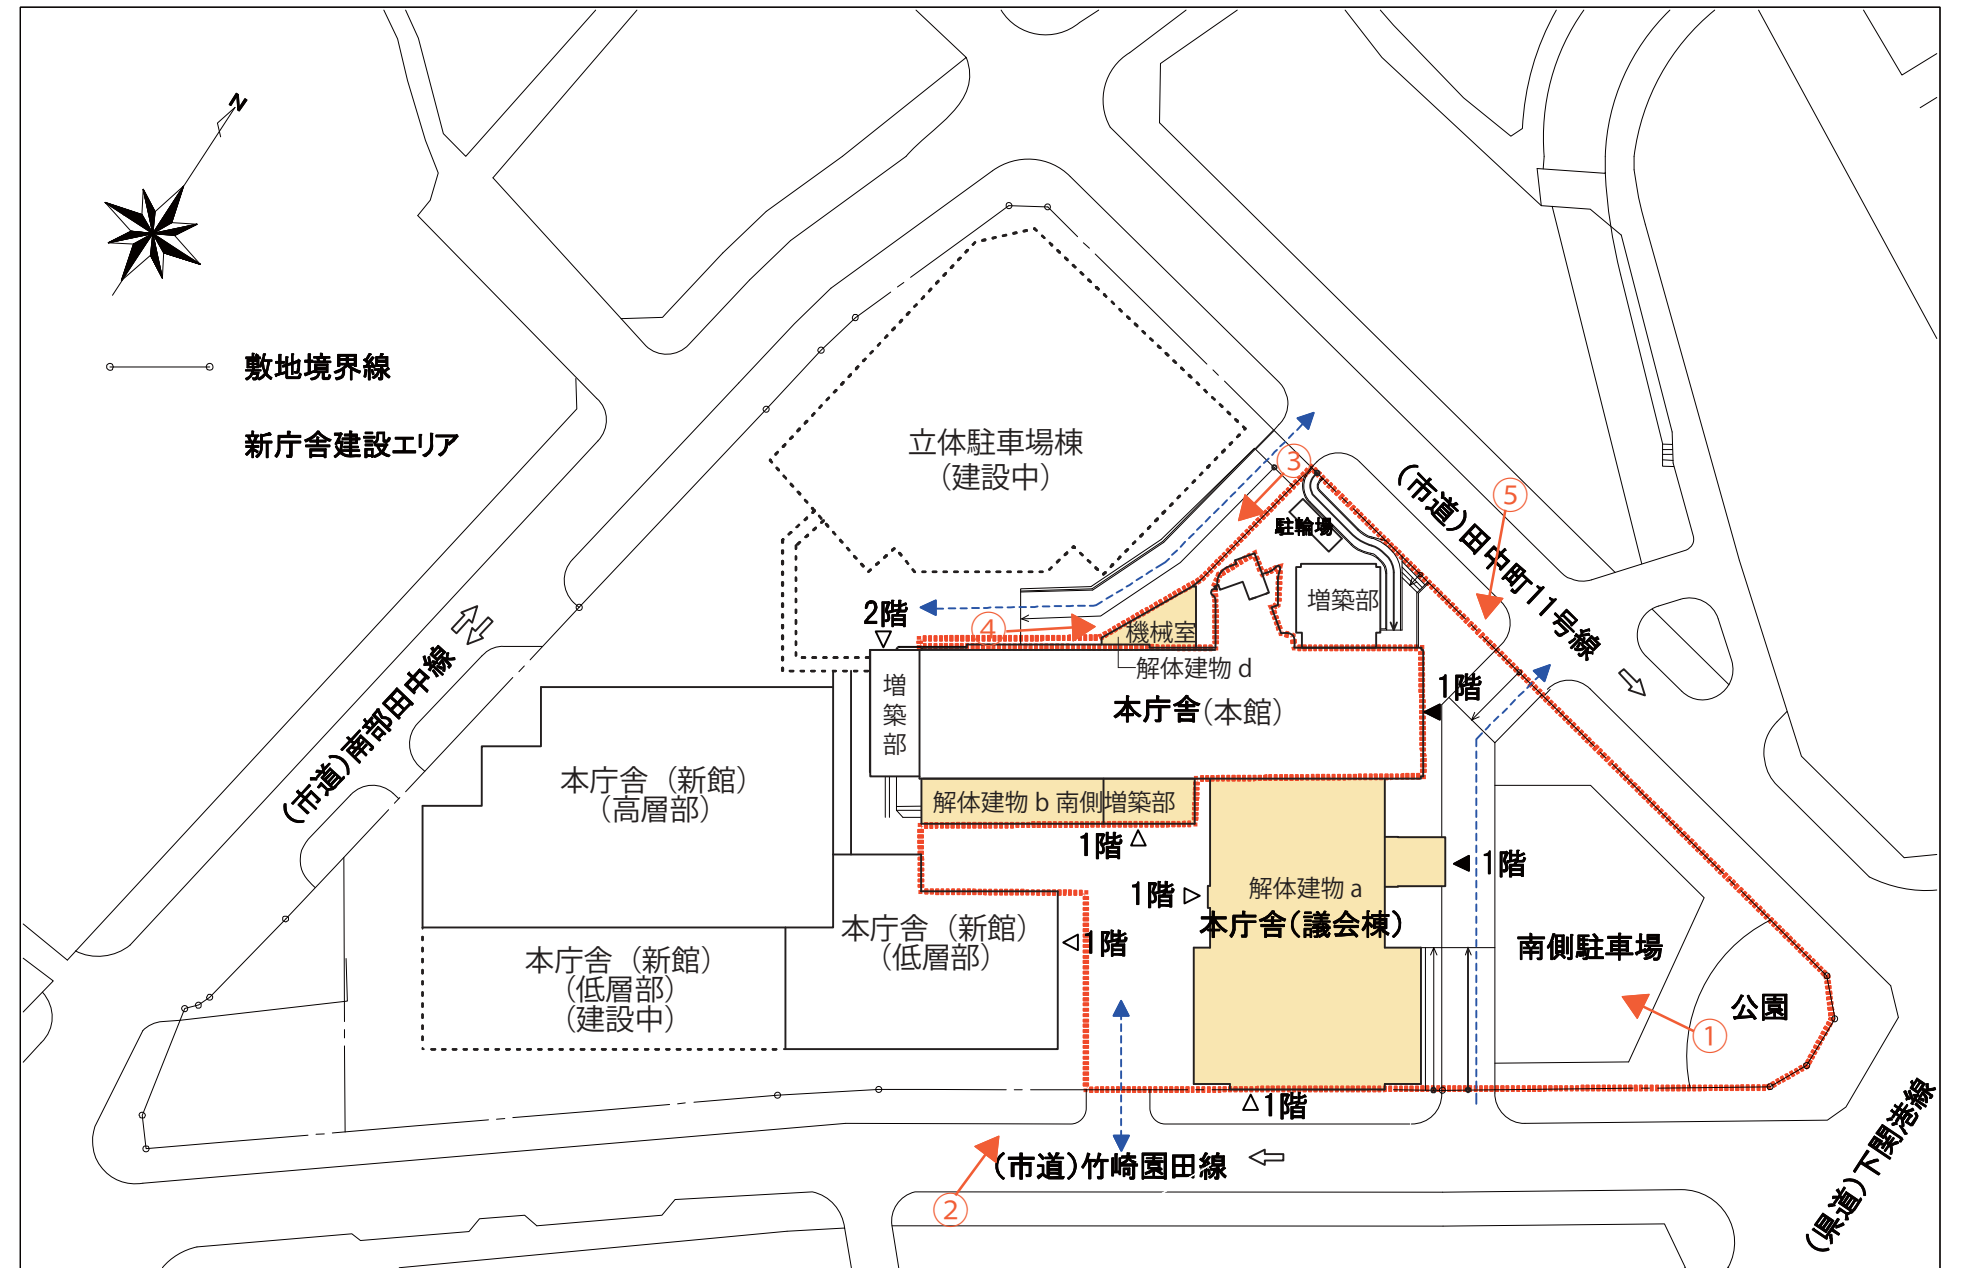 N
敷地境界線
新庁舎建設エリア
立体駐車場棟
（建設中）
③
⑤
(市道)田中町11号線
駐輪場
増築部
2階
④
機械室
解体建物 d
(市道)南部田中線
増築部
本庁舎(本館)
1階
本庁舎（新館）
（高層部）
解体建物 b 南側増築部
1階
1階
解体建物 a
1階
本庁舎(議会棟)
本庁舎（新館）
（低層部）
1階
本庁舎（新館）
（低層部）
（建設中）
南側駐車場
公園
①
1階
(市道)竹崎園田線
②
(県道)下関港線